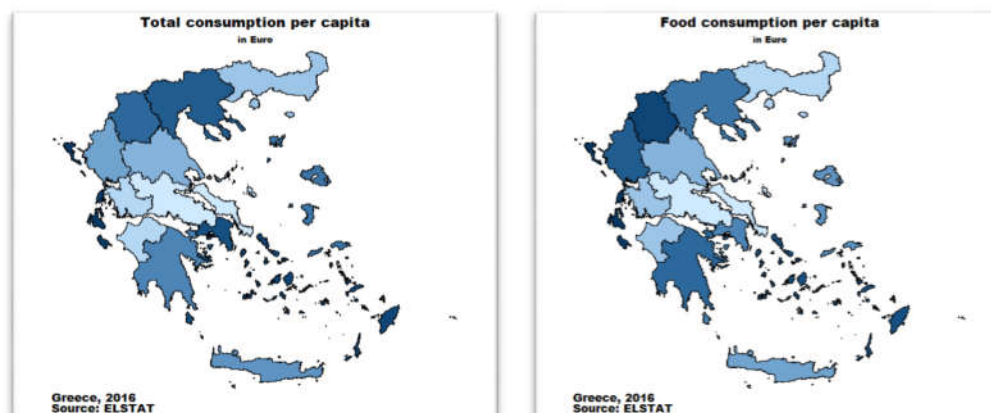 Total consumption per capita
in Euro
Greece, 2016
Source: ELSTAT
Food consumption per capita
in Euro
Greece, 2016
Source: ELSTAT